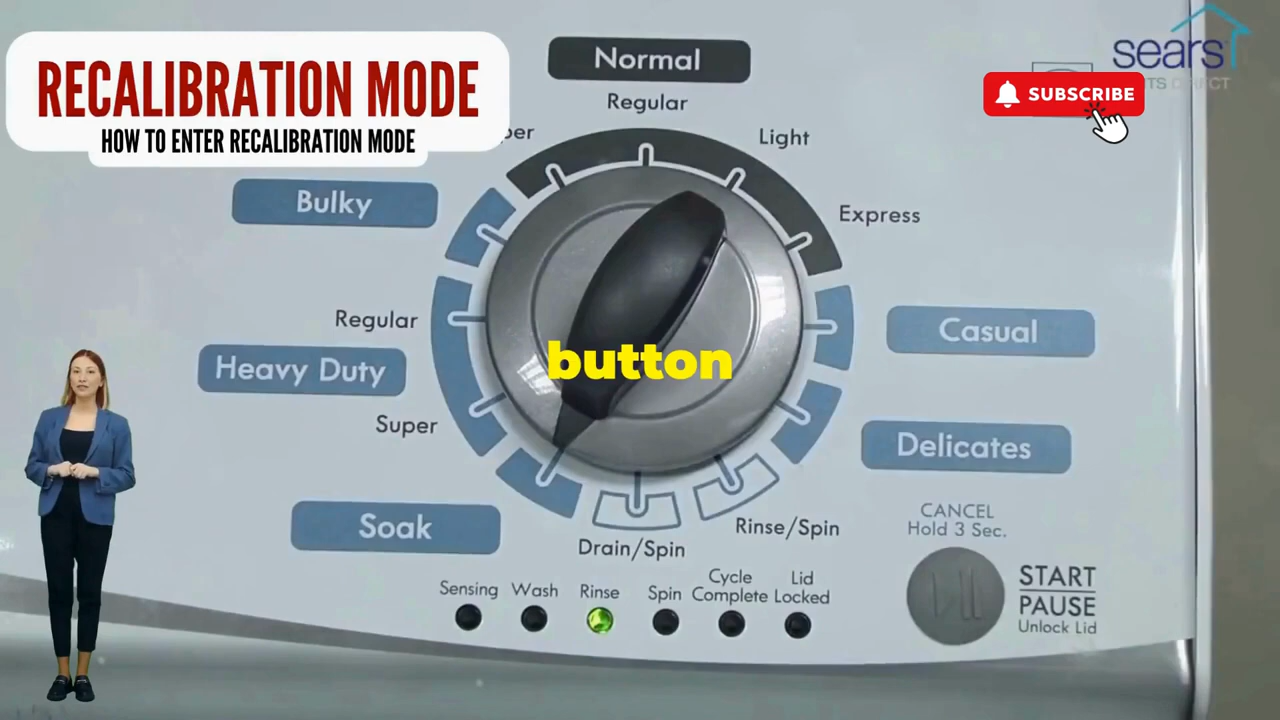 RECALIBRATION MODE
HOW TO ENTER RECALIBRATION MODE
sears
DIRECT
SUBSCRIBE
Normal
Regular
Light
Express
Bulky
Regular
Heavy Duty
Super
Casual
Delicates
button
Soak
Drain/Spin
Rinse/Spin
CANCEL
Hold 3 Sec.
Sensing
Wash
Rinse
Spin
Cycle
Complete
Lid
Locked
START
PAUSE
Unlock Lid